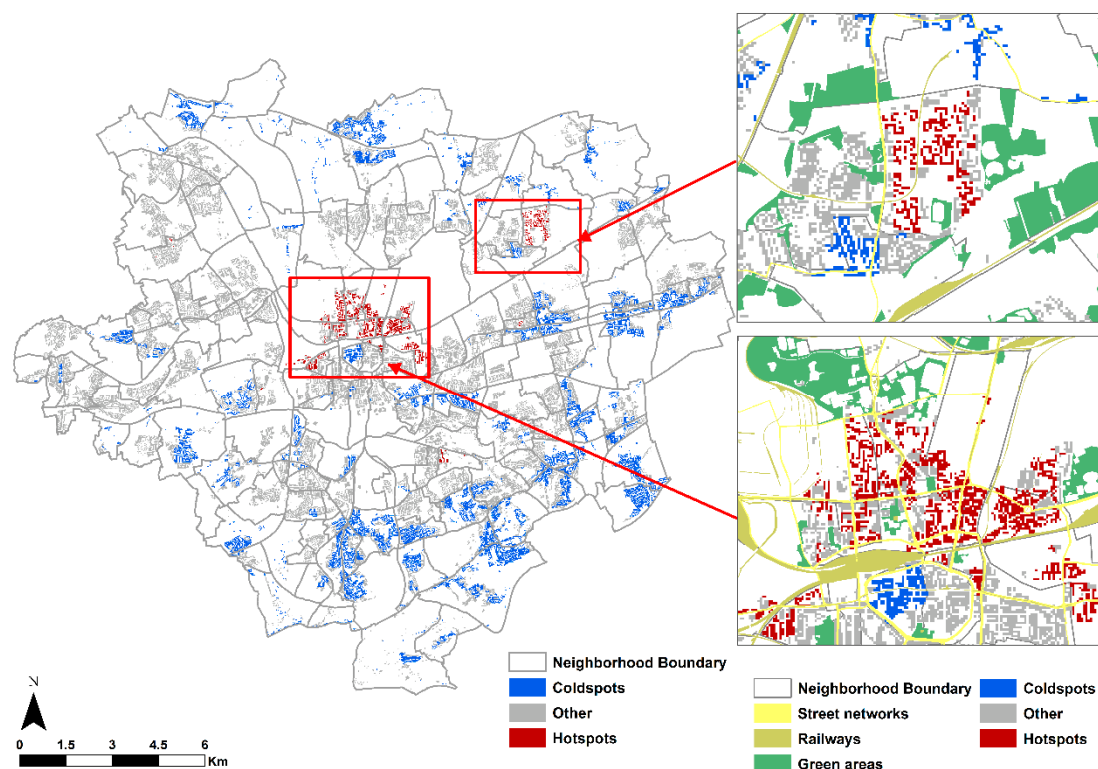 Neighborhood Boundary
Coldspots
Other
Hotspots
Neighborhood Boundary
Street networks
Railways
Green areas
Coldspots
Other
Hotspots
N
0 1.5 3 4.5 6
Km